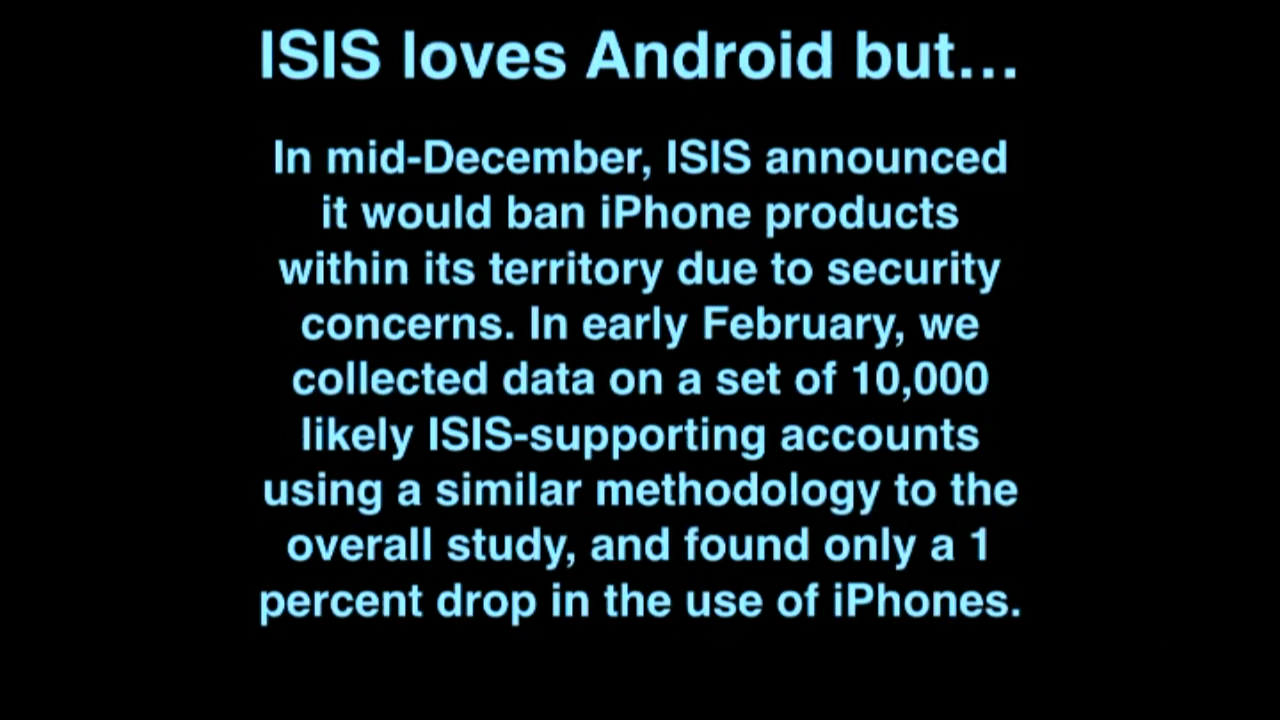 ISIS loves Android but...
In mid-December, ISIS announced
it would ban iPhone products
within its territory due to security
concerns. In early February, we
collected data on a set of 10,000
likely ISIS-supporting accounts
using a similar methodology to the
overall study, and found only a 1
percent drop in the use of iPhones.